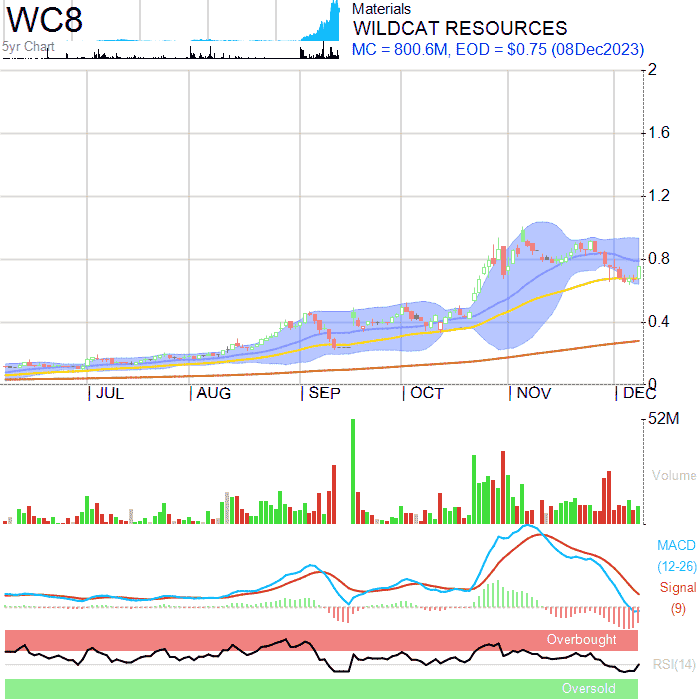 WC8
5yr Chart
Materials
WILDCAT RESOURCES
MC = 800.6M, EOD = $0.75 (08Dec2023)
2
1.6
1.2
0.8
0.4
0
JUL AUG SEP OCT NOV DEC
52M
Volume
MACD
(12-26)
Signal
(9)
Overbought
RSI(14)
Oversold